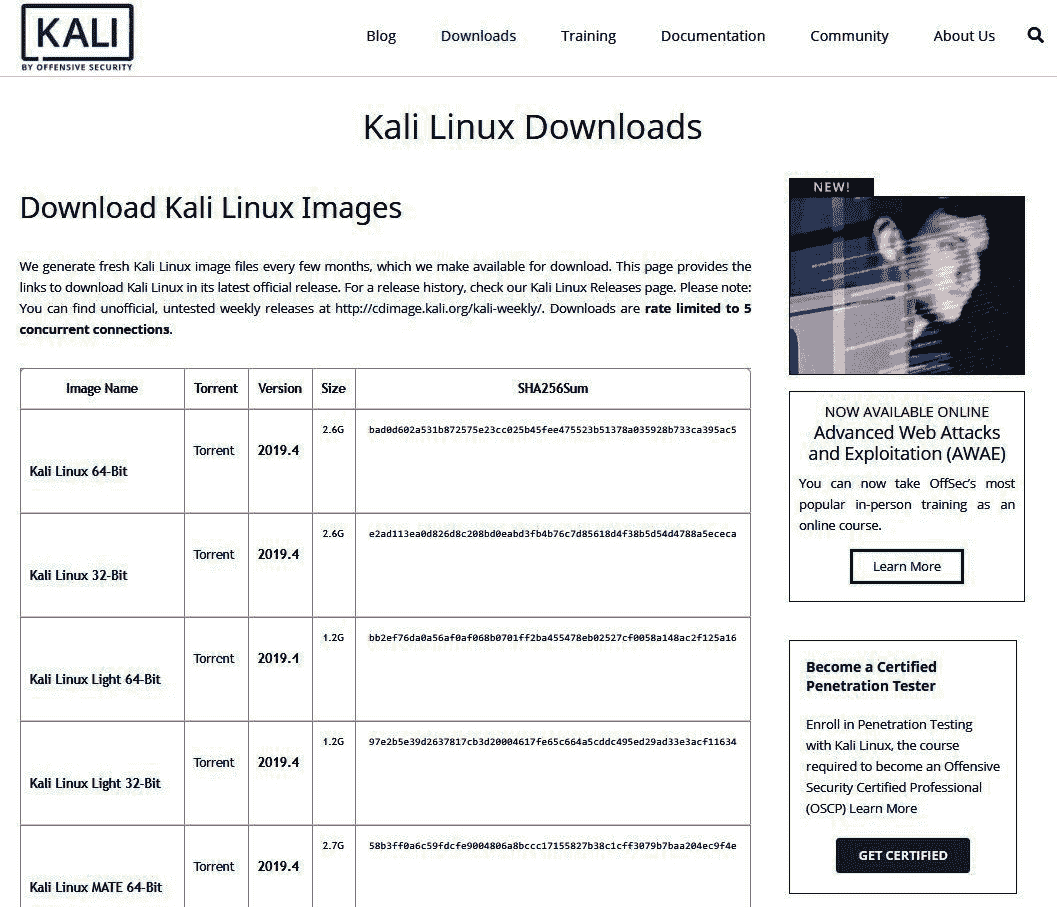 KALI
BY OFFENSIVE SECURITY
Blog
Downloads
Training
Documentation
Community
About Us
Kali Linux Downloads
Download Kali Linux Images
We generate fresh Kali Linux image files every few months, which we make available for download. This page provides the
links to download Kali Linux in its latest official release. For a release history, check our Kali Linux Releases page. Please note:
You can find unofficial, untested weekly releases at http://cdimage.kali.org/kali-weekly/. Downloads are rate limited to 5
concurrent connections.
Image Name Torrent Version Size SHA256Sum
Kali Linux 64-Bit Torrent 2019.4 2.6G bad0d602a531b872575e23cc025b45fee475523b51378a035928b733ca395ac5
Kali Linux 32-Bit Torrent 2019.4 2.6G e2ad113ea0d826d8c208bd0eabd3fb4b76c7d85618d4f38b5d54d4788a5ececa
Kali Linux Light 64-Bit Torrent 2019.4 1.2G bb2ef76da0a56af0af068b0701ff2ba455478eb02527cf0058a148ac2f125a16
Kali Linux Light 32-Bit Torrent 2019.4 1.2G 97e2b5e39d2637817cb3d20004617fe65c664a5cddc495ed29ad33e3acf11634
Kali Linux MATE 64-Bit Torrent 2019.4 2.7G 58b3ff0a6c59fdcfe9004806a8bccc17155827b38c1cff3079b7baa204ec9f4e
NEW!
NOW AVAILABLE ONLINE
Advanced Web Attacks
and Exploitation (AWAE)
You can now take OffSec's most
popular in-person training as an
online course.
Learn More
Become a Certified
Penetration Tester
Enroll in Penetration Testing
with Kali Linux, the course
required to become an Offensive
Security Certified Professional
(OSCP) Learn More
GET CERTIFIED